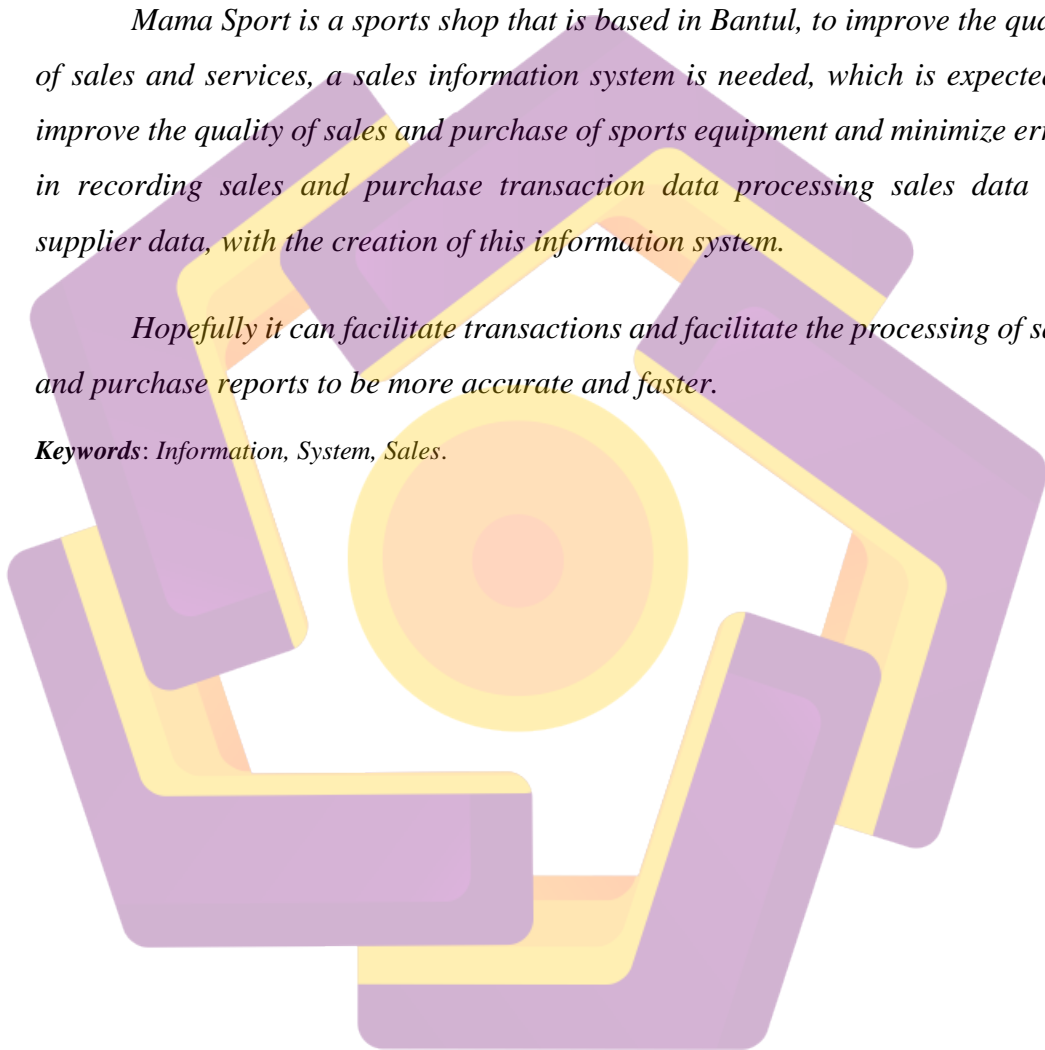 Mama Sport is a sports shop that is based in Bantul, to improve the qua
of sales and services, a sales information system is needed, which is expected
improve the quality of sales and purchase of sports equipment and minimize er
in recording sales and purchase transaction data processing sales data
supplier data, with the creation of this information system.
Hopefully it can facilitate transactions and facilitate the processing of s
and purchase reports to be more accurate and faster.
Keywords: Information, System, Sales.